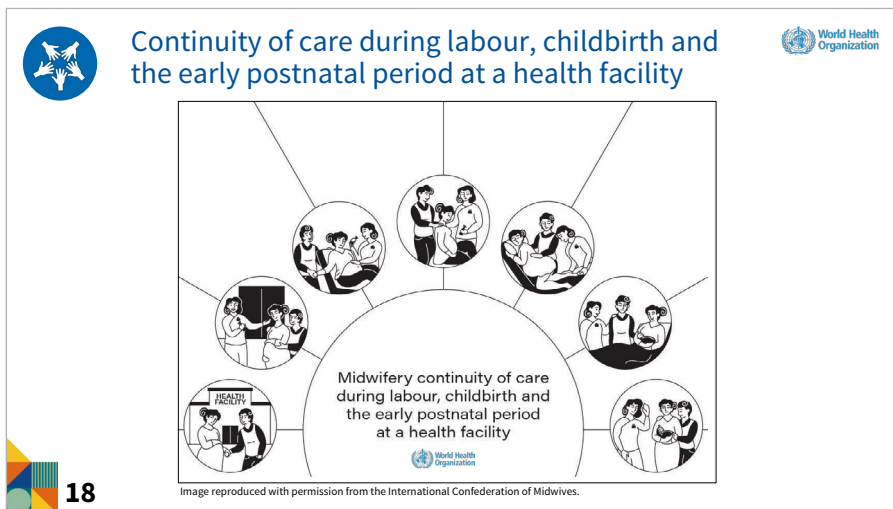 Continuity of care during labour, childbirth and
the early postnatal period at a health facility
World Health
Organization
HEALTH
FACILITY
Midwifery continuity of care
during labour, childbirth and
the early postnatal period
at a health facility
World Health
Organization
18
Image reproduced with permission from the International Confederation of Midwives.